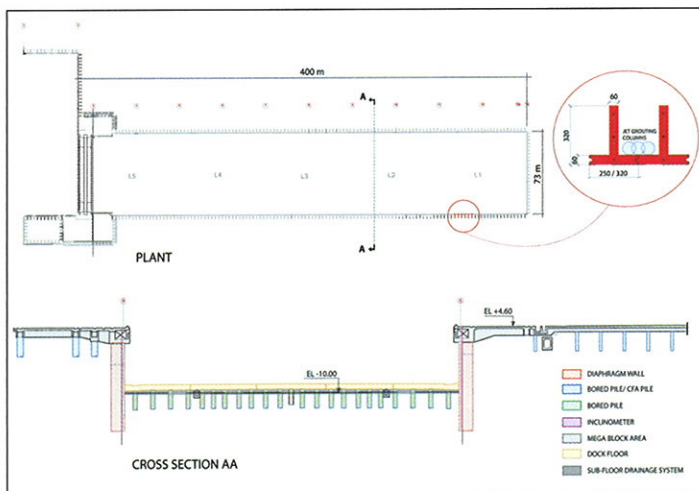 400 m
A
60
320
JET GROUTING
COLUMNS
60
250 / 320
L5
L4
L3
L2
L1
73 m
A
PLANT
EL +4.60
EL -10.00
DIAPHRAGM WALL
BORED PILE/ CFA PILE
BORED PILE
INCLINOMETER
MEGA BLOCK AREA
DOCK FLOOR
SUB-FLOOR DRAINAGE SYSTEM
CROSS SECTION AA